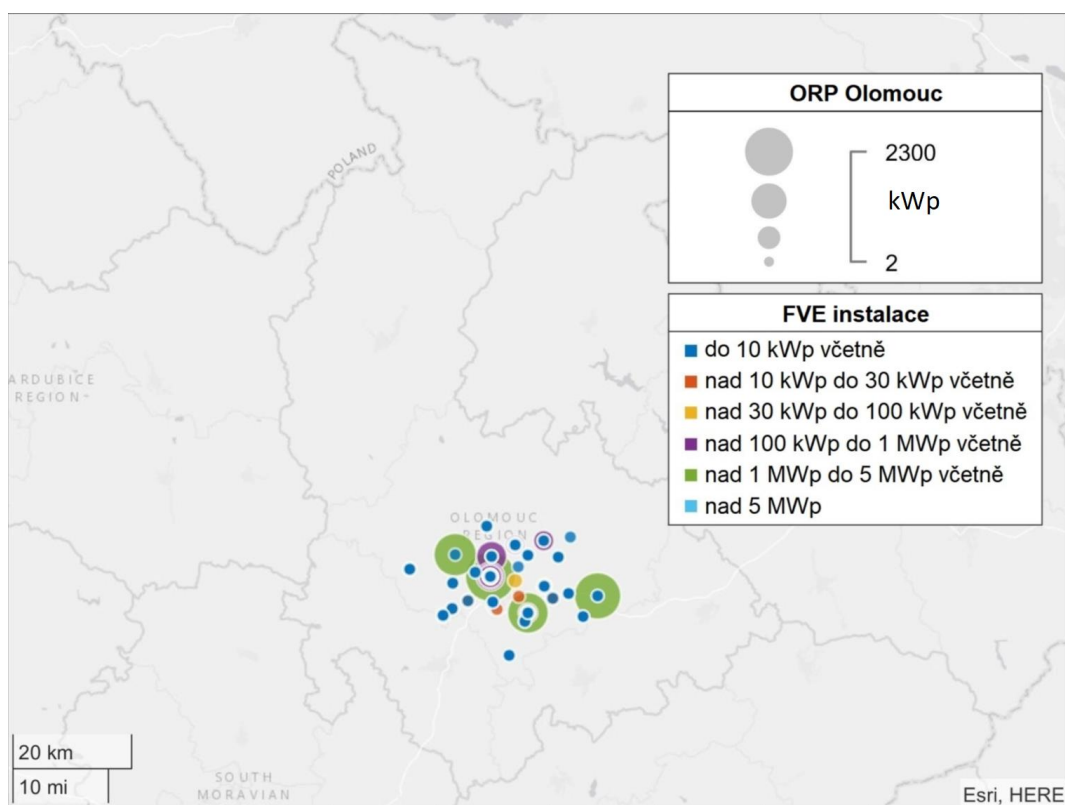 ORP Olomouc
2300
kWp
2
FVE instalace
do 10 kWp včetně
nad 10 kWp do 30 kWp včetně
nad 30 kWp do 100 kWp včetně
nad 100 kWp do 1 MWp včetně
nad 1 MWp do 5 MWp včetně
nad 5 MWp
POLAND
ARDUBICE
REGION
OLOMOUC
REGION
20 km
10 mi
SOUTH
MORAVIAN
Esri, HERE